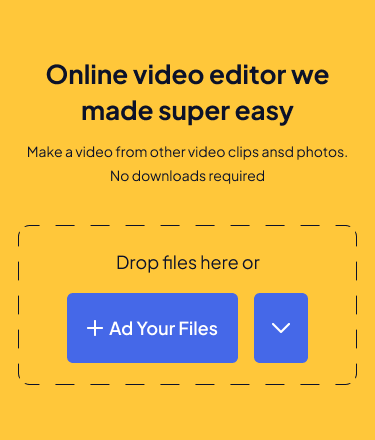 Online video editor we
made super easy
Make a video from other video clips ansd photos.
No downloads required
Drop files here or
Ad Your Files